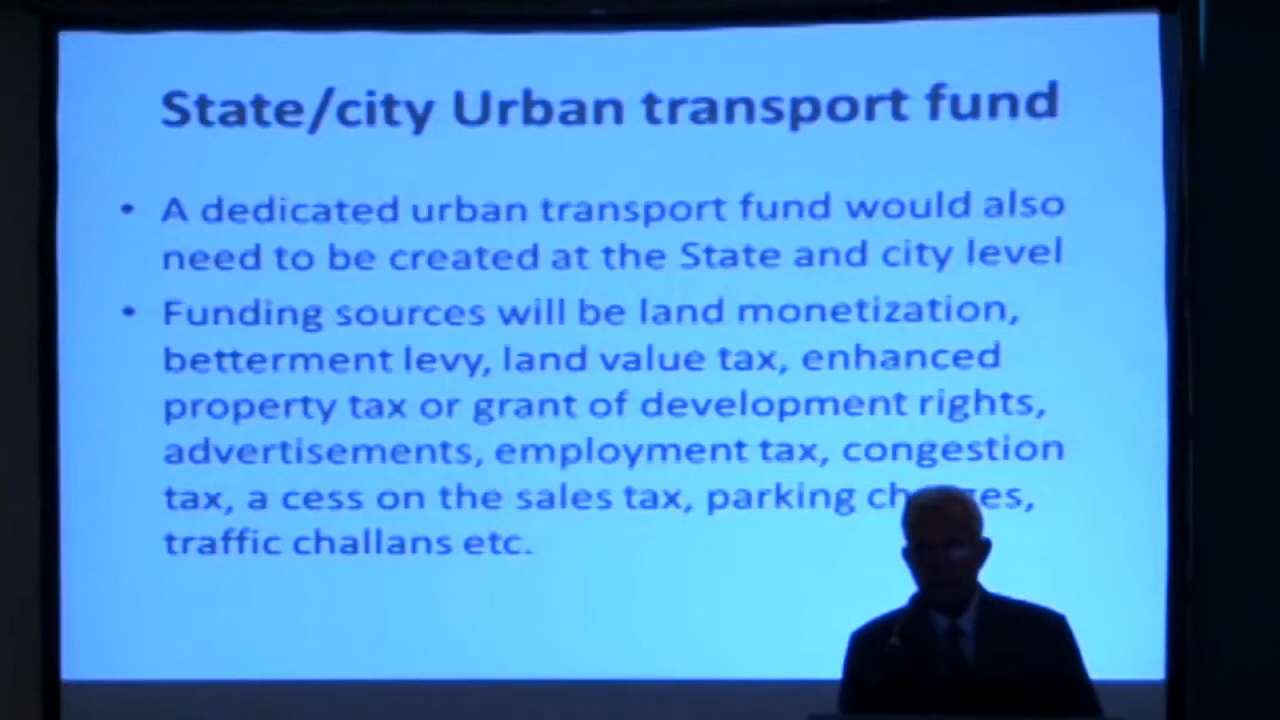 State/city Urban transport fund
• A dedicated urban transport fund would also
need to be created at the State and city level
• Funding sources will be land monetization,
betterment levy, land value tax, enhanced
property tax or grant of development rights,
advertisements, employment tax, congestion
tax, a cess on the sales tax, parking charges,
traffic challans etc.